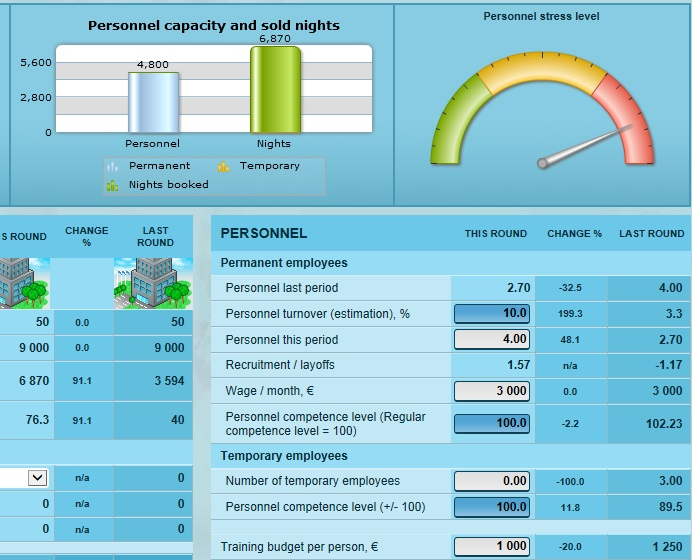 Personnel capacity and sold nights
6,870
5,600
4,800
2,800
0
Personnel Nights
Permanent Temporary
Nights booked
Personnel stress level
S ROUND CHANGE % LAST ROUND
50 0.0 50
9 000 0.0 9 000
6 870 91.1 3 594
76.3 91.1 40
n/a 0
0 n/a 0
0 n/a 0
PERSONNEL THIS ROUND CHANGE % LAST ROUND
Permanent employees
Personnel last period 2.70 -32.5 4.00
Personnel turnover (estimation), % 10.0 199.3 3.3
Personnel this period 4.00 48.1 2.70
Recruitment / layoffs 1.57 n/a -1.17
Wage / month, € 3 000 0.0 3 000
Personnel competence level (Regular
competence level = 100) 100.0 -2.2 102.23
Temporary employees
Number of temporary employees 0.00 -100.0 3.00
Personnel competence level (+/- 100) 100.0 11.8 89.5
Training budget per person, € 1 000 -20.0 1 250